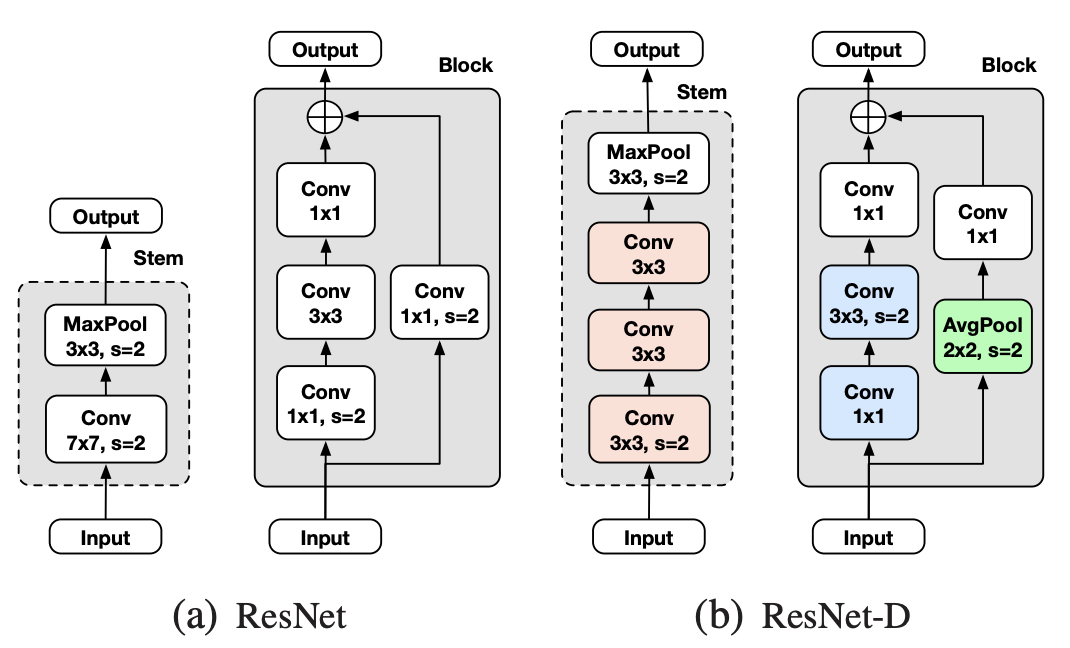 Output
Stem
MaxPool
3x3, s=2
Conv
7x7, s=2
Input
Output
Block
Conv
1x1
Conv
3x3
Conv
1x1, s=2
Conv
1x1, s=2
Input
(a) ResNet
Output
Stem
MaxPool
3x3, s=2
Conv
3x3
Conv
3x3
Conv
3x3, s=2
Input
Output
Block
Conv
1x1
Conv
1x1
Conv
3x3, s=2
AvgPool
2x2, s=2
Conv
1x1
Input
(b) ResNet-D